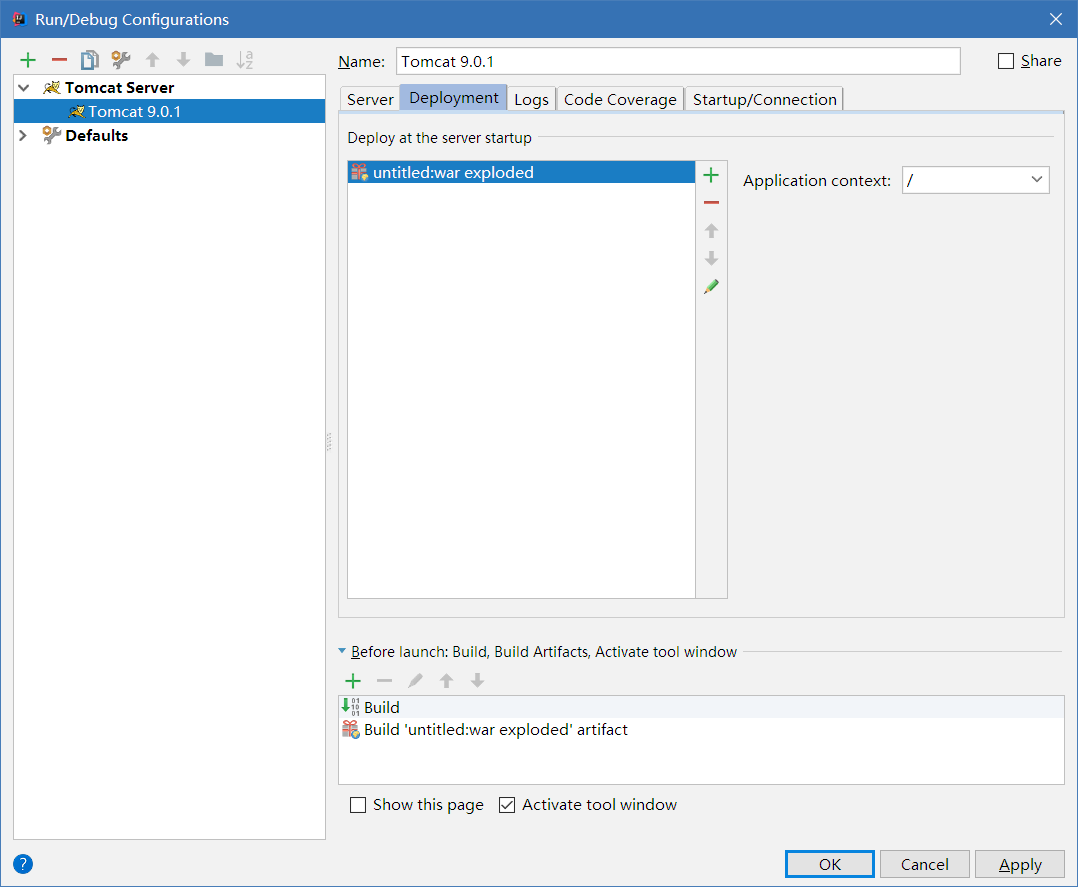 Run/Debug Configurations
Name: Tomcat 9.0.1
Share
Tomcat Server
Tomcat 9.0.1
Defaults
Server Deployment Logs Code Coverage Startup/Connection
Deploy at the server startup
untitled:war exploded
Application context: /
Before launch: Build, Build Artifacts, Activate tool window
Build
Build 'untitled:war exploded' artifact
Show this page Activate tool window
? OK Cancel Apply